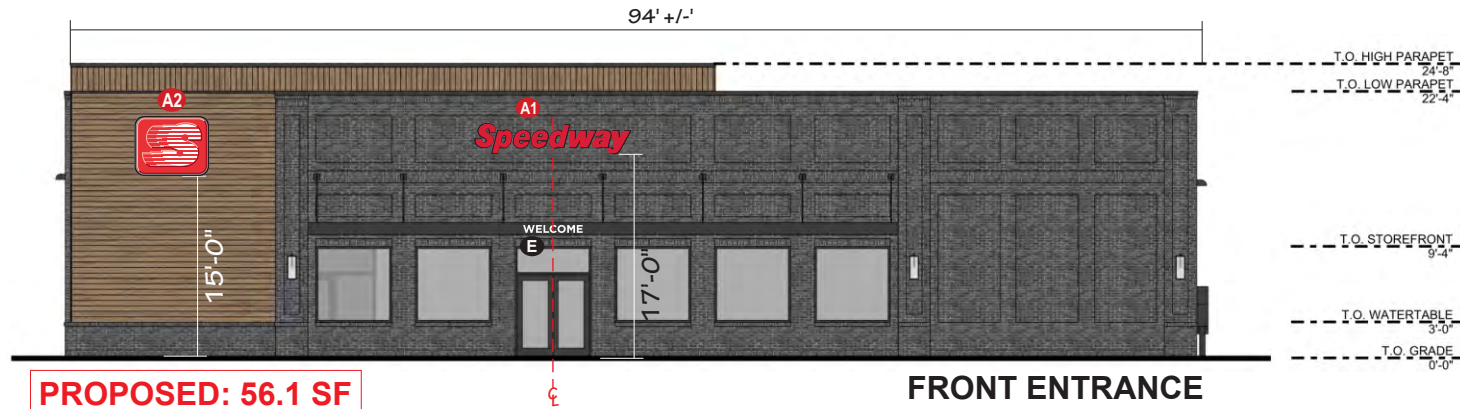 94' +/-'
T.O. HIGH PARAPET
24'-8"
T.O. LOW PARAPET
22'-4"
A2
A1
S
Speedway
WELCOME
E
15'-0"
17'-0"
T.O. STOREFRONT
9'-4"
T.O. WATERTABLE
3'-0"
T.O. GRADE
0'-0"
PROPOSED: 56.1 SF
℄
FRONT ENTRANCE